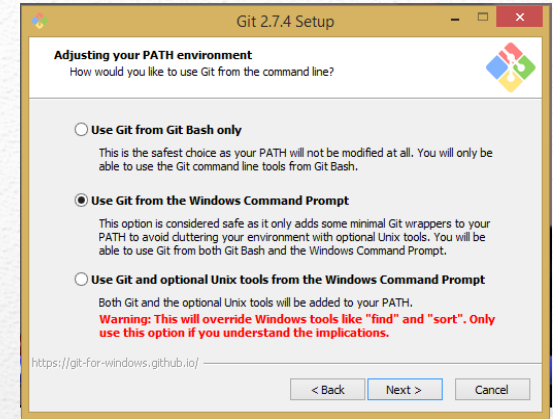 Git 2.7.4 Setup
Adjusting your PATH environment
How would you like to use Git from the command line?
Use Git from Git Bash only
This is the safest choice as your PATH will not be modified at all. You will only be
able to use the Git command line tools from Git Bash.
Use Git from the Windows Command Prompt
This option is considered safe as it only adds some minimal Git wrappers to your
PATH to avoid cluttering your environment with optional Unix tools. You will be
able to use Git from both Git Bash and the Windows Command Prompt.
Use Git and optional Unix tools from the Windows Command Prompt
Both Git and the optional Unix tools will be added to your PATH.
Warning: This will override Windows tools like "find" and "sort". Only
use this option if you understand the implications.
https://git-for-windows.github.io/
< Back Next > Cancel